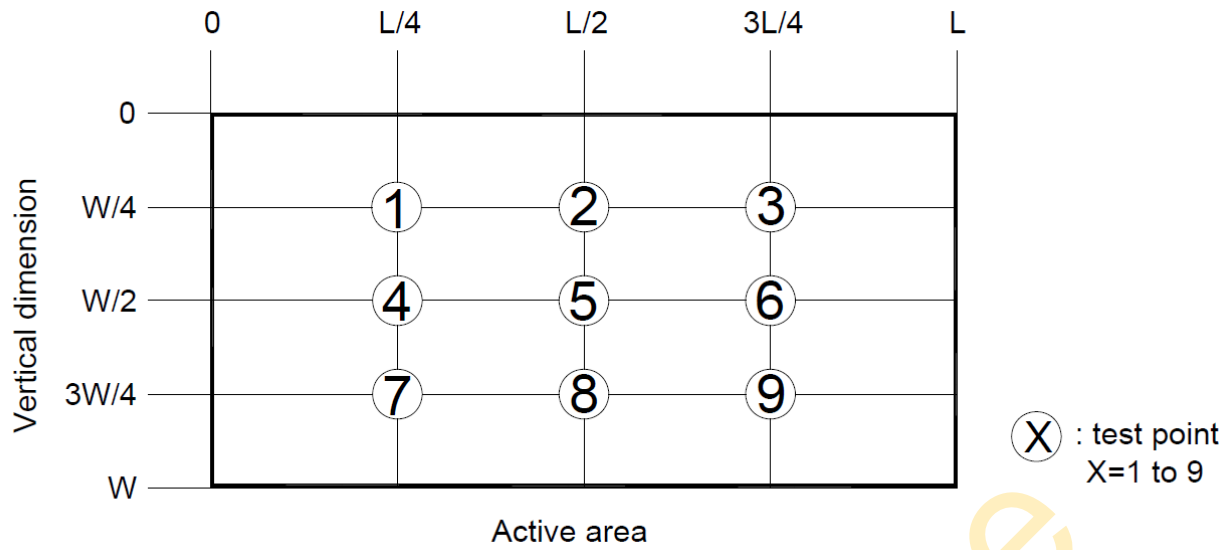 0 L/4 L/2 3L/4 L
0
W/4 1 2 3
W/2 4 5 6
3W/4 7 8 9
W
Vertical dimension
Active area
X : test point
X=1 to 9
e